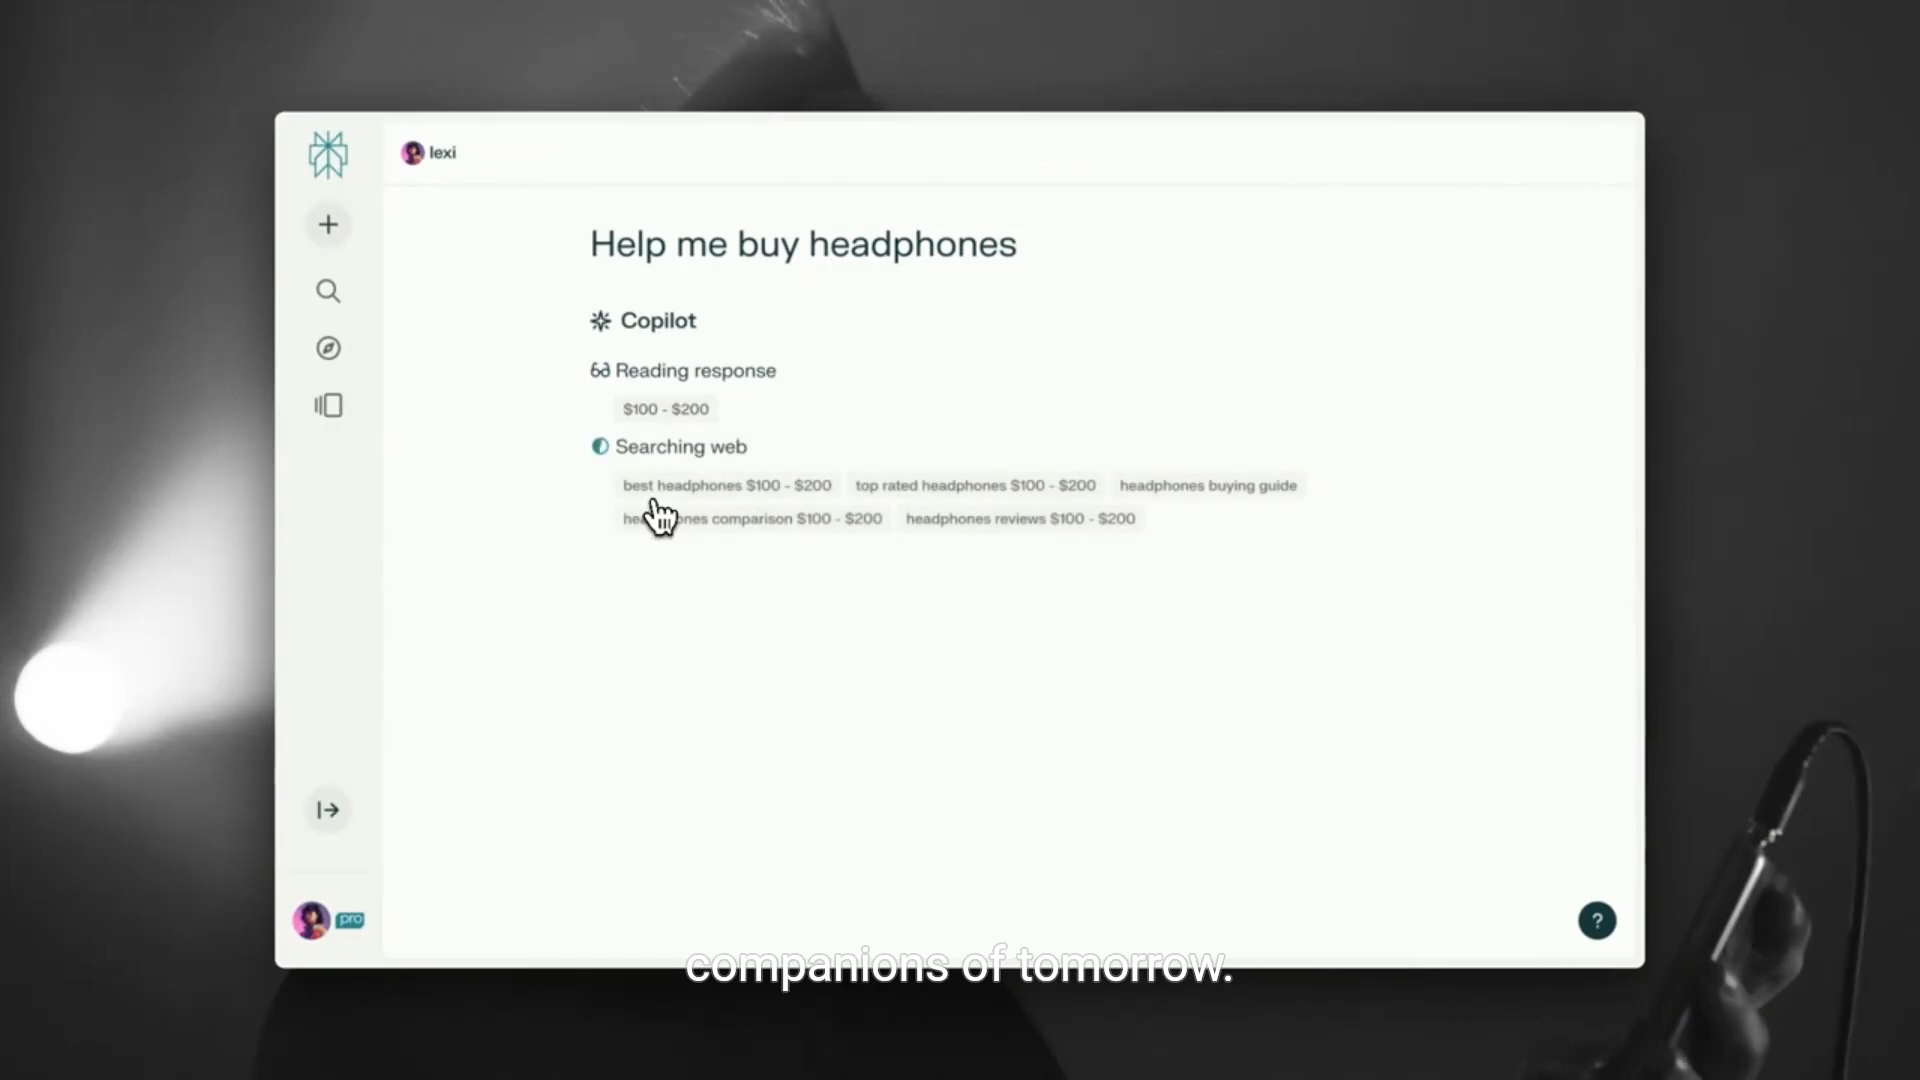 lexi
Help me buy headphones
Copilot
Reading response
$100 - $200
Searching web
best headphones $100 - $200 top rated headphones $100 - $200 headphones buying guide
comparison $100 - $200 headphones reviews $100 - $200
pro
?
companions of tomorrow.